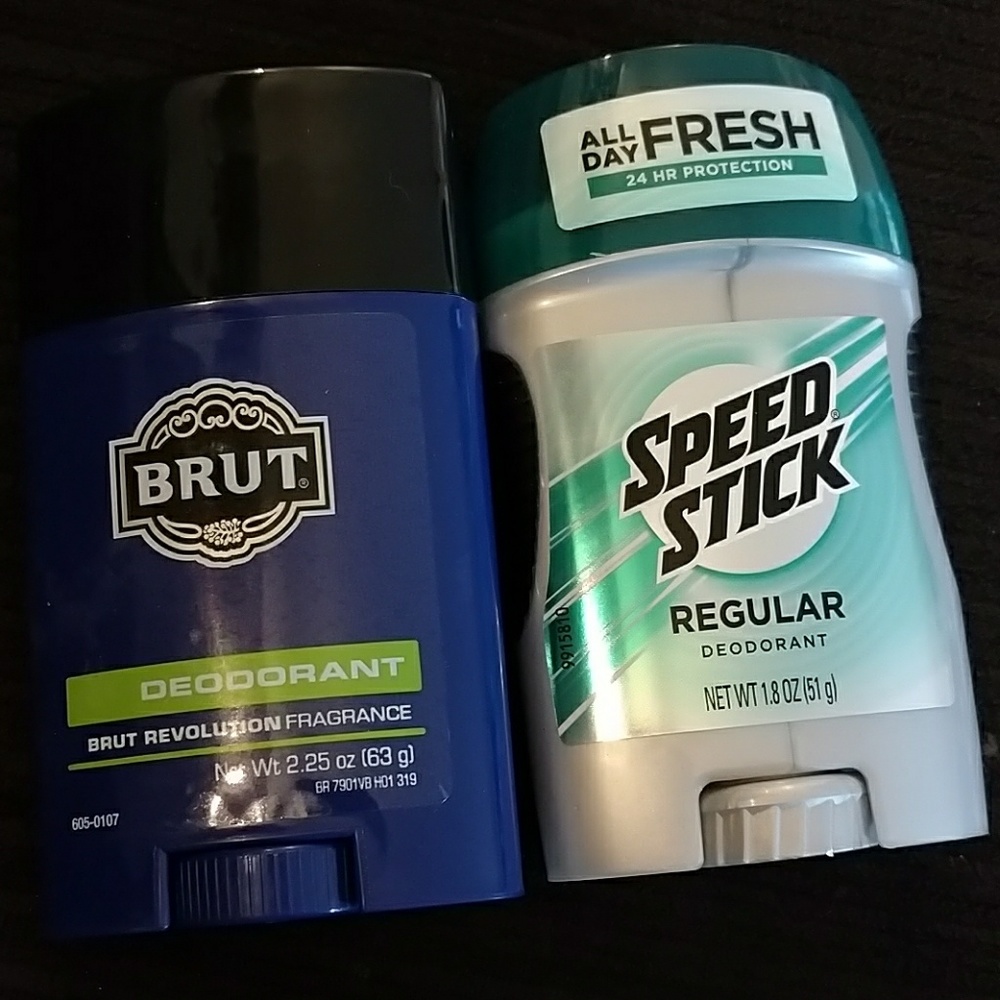 BRUT®
DEODORANT
BRUT REVOLUTION FRAGRANCE
Net Wt 2.25 oz (63 g)
BR 7901VB H01 319
605-0107
ALL DAY FRESH
24 HR PROTECTION
SPEED
STICK®
REGULAR
DEODORANT
NET WT 1.8 OZ (51 g)
9915810